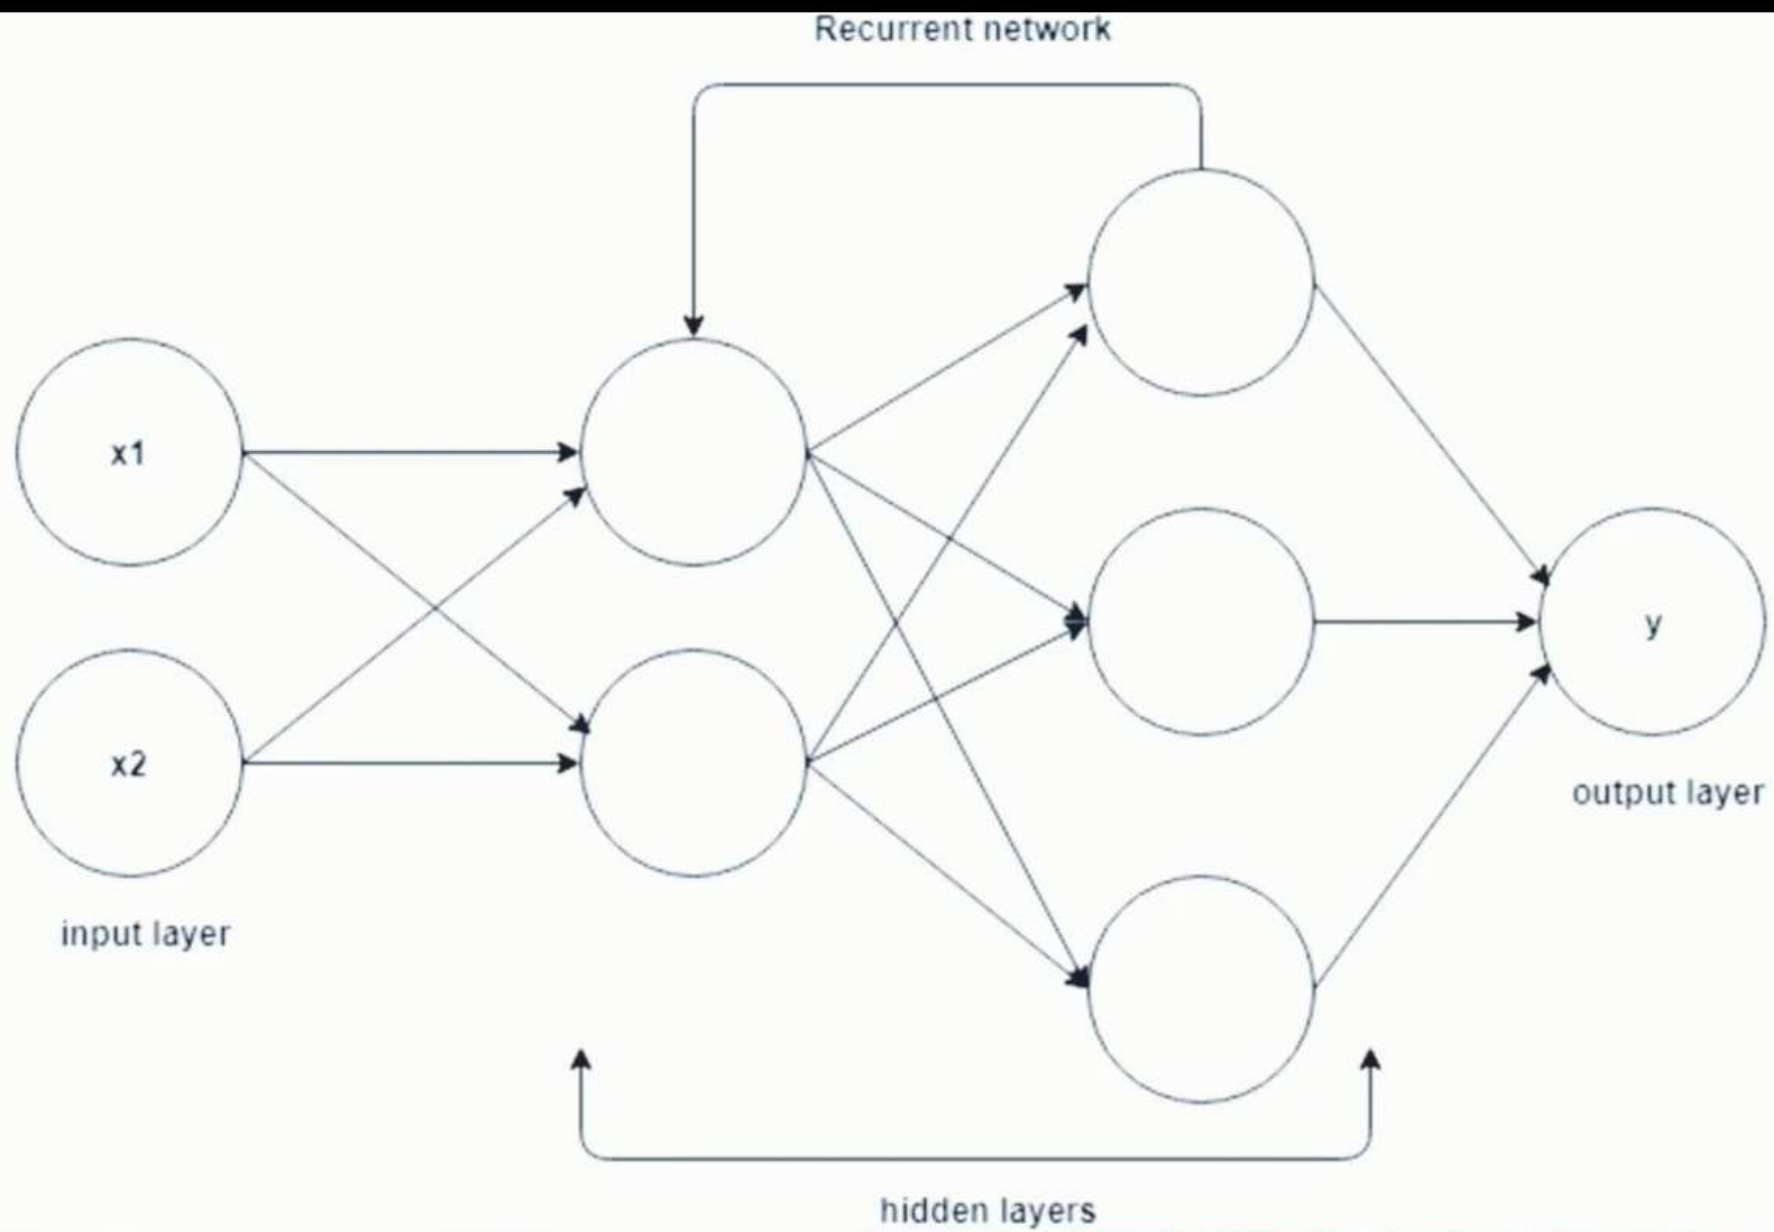 Recurrent network
x1
x2
y
output layer
input layer
hidden layers